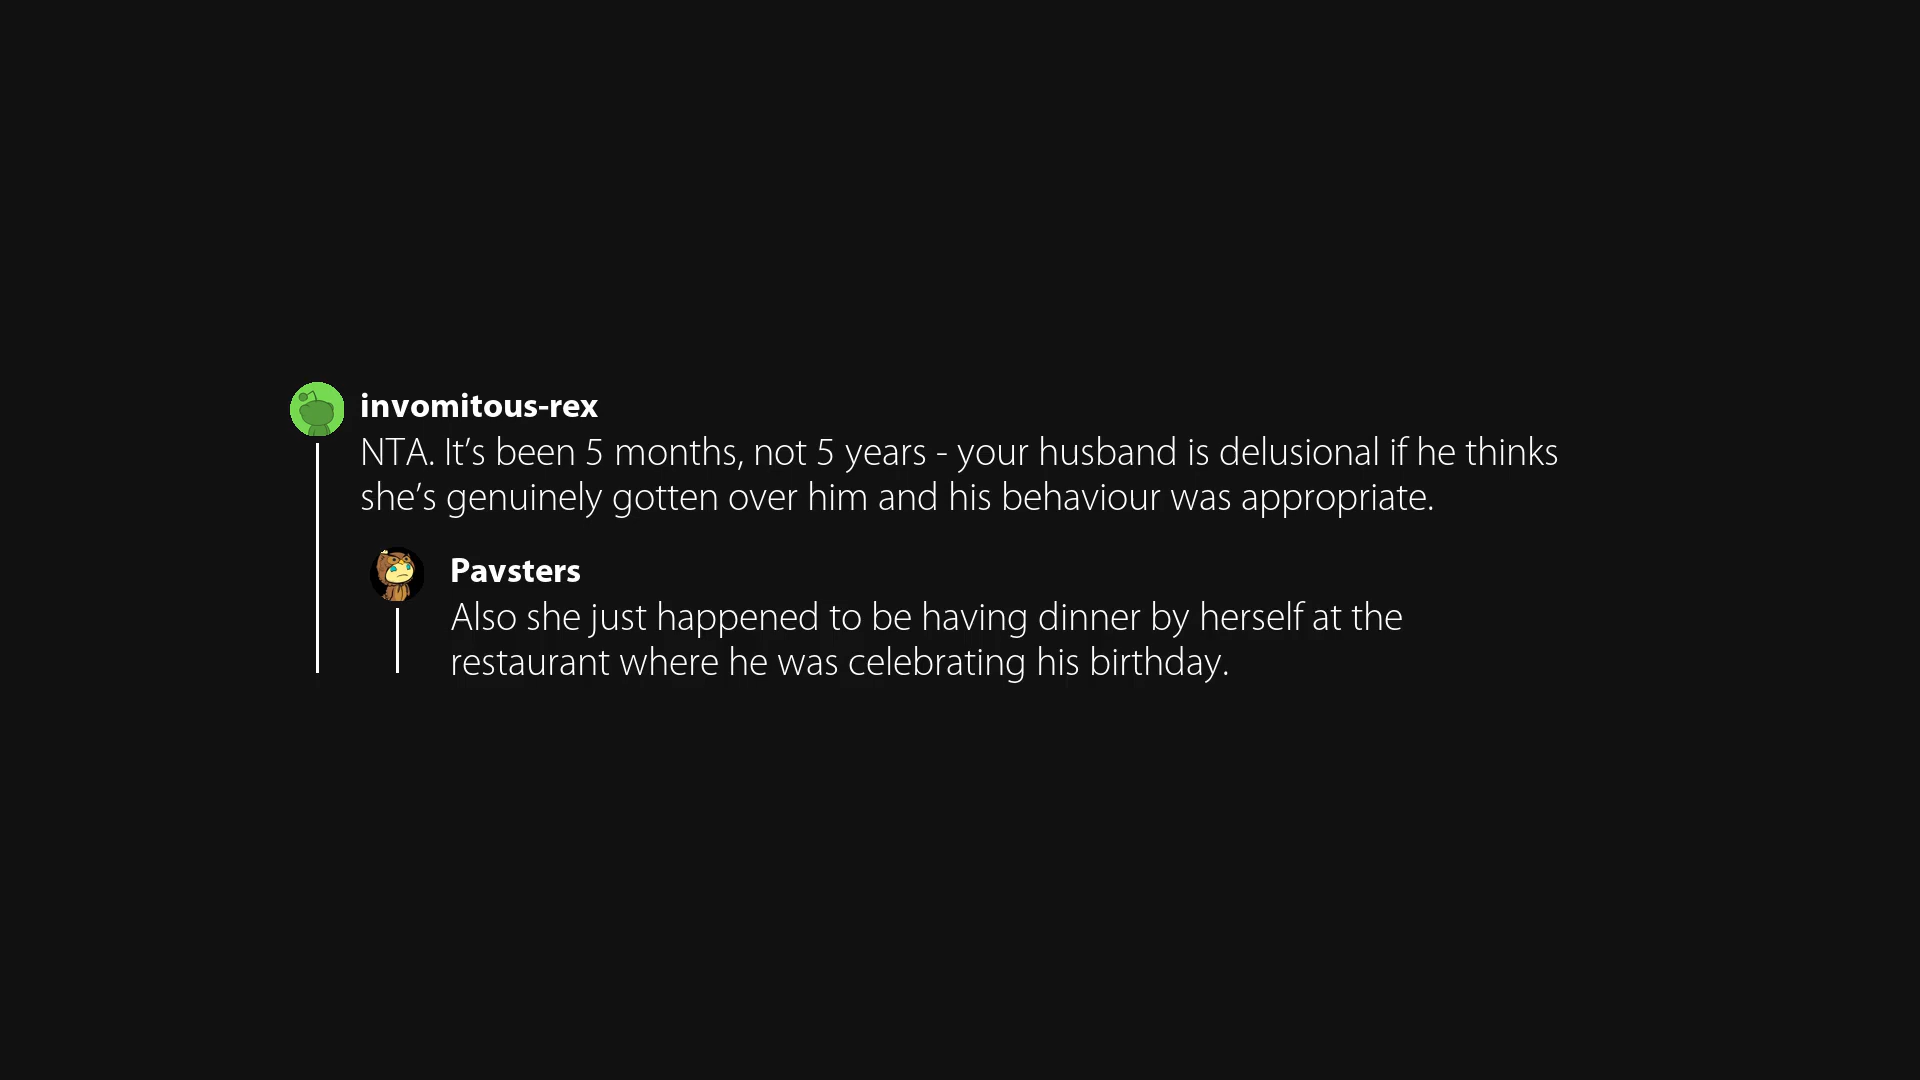 invomitous-rex
NTA. It’s been 5 months, not 5 years - your husband is delusional if he thinks
she’s genuinely gotten over him and his behaviour was appropriate.
Pavsters
Also she just happened to be having dinner by herself at the
restaurant where he was celebrating his birthday.